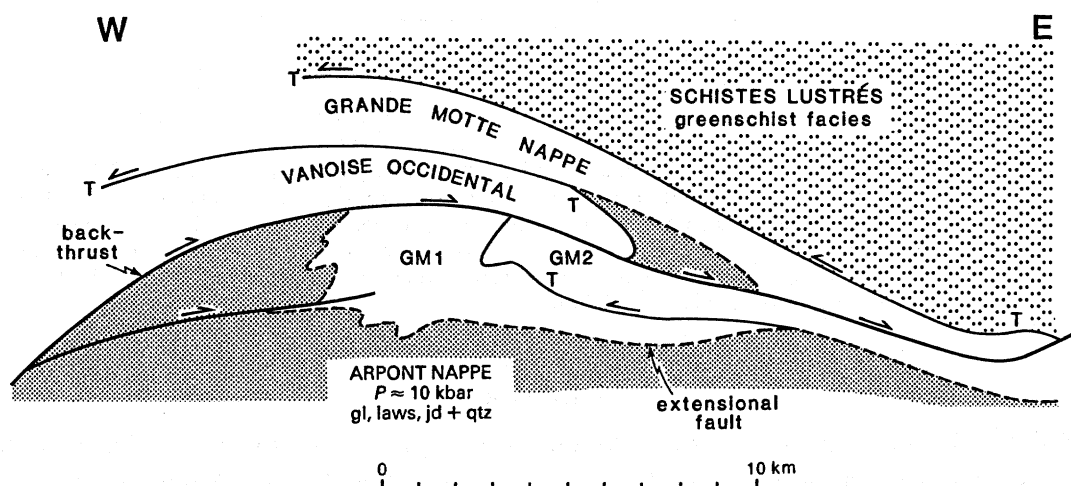 W
E
T
SCHISTES LUSTRÉS
greenschist facies
GRANDE MOTTE NAPPE
VANOISE OCCIDENTAL
T
T
back-
thrust
GM1
GM2
T
T
ARPONT NAPPE
P ≈ 10 kbar
gl, laws, jd + qtz
extensional
fault
0
10 km